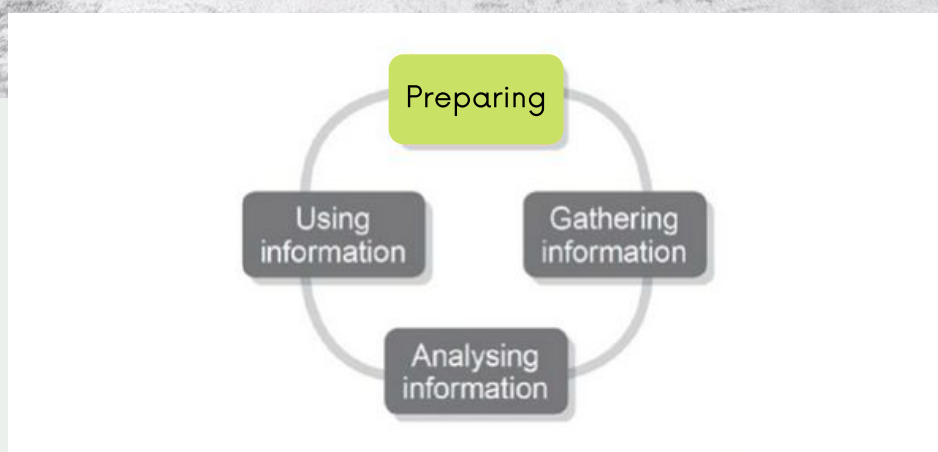 Preparing
Using
information
Gathering
information
Analysing
information